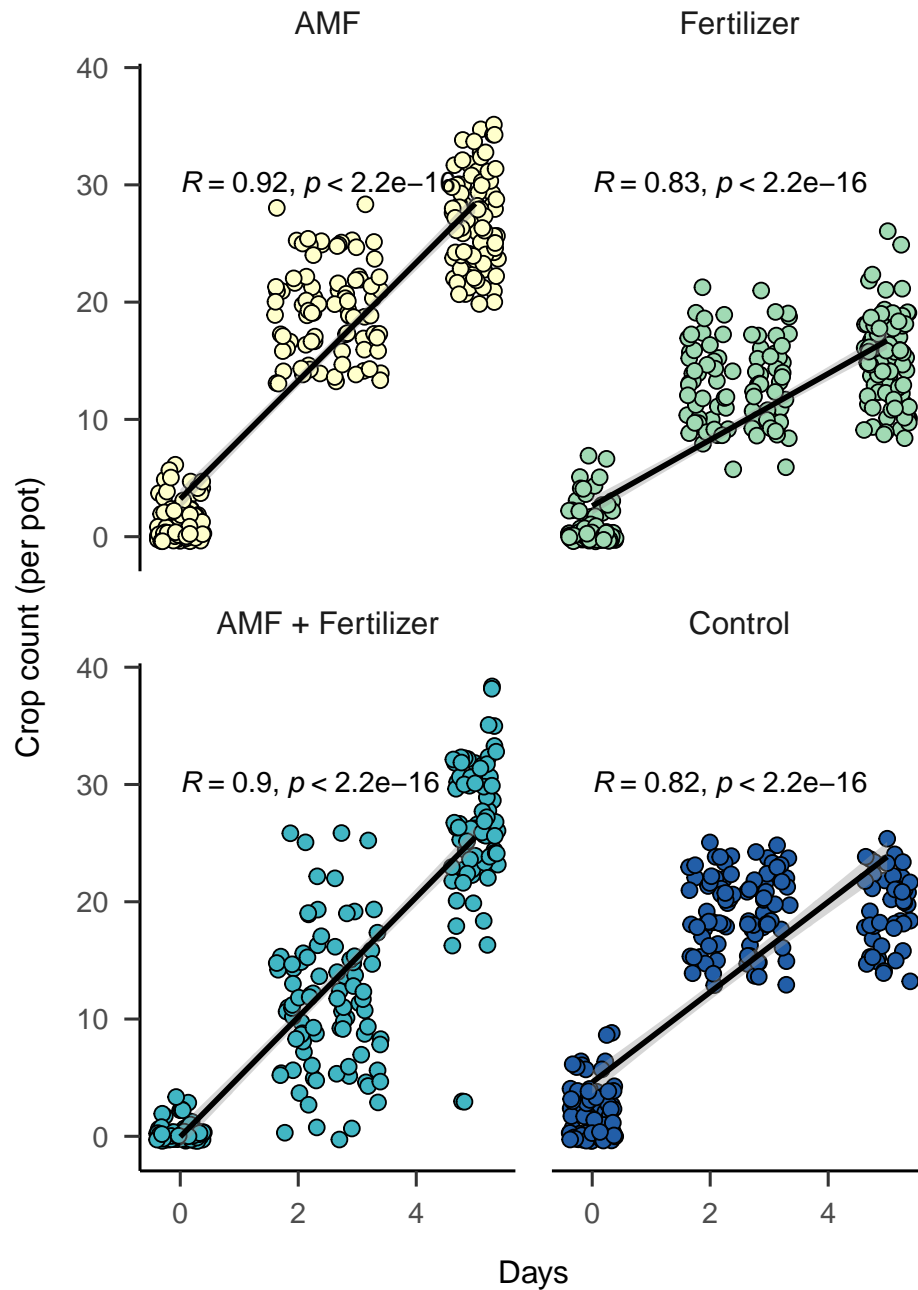 AMF
Fertilizer
40
30
20
10
0
R = 0.92, p < 2.2e−16
R = 0.83, p < 2.2e−16
Crop count (per pot)
AMF + Fertilizer
Control
40
30
20
10
0
R = 0.9, p < 2.2e−16
R = 0.82, p < 2.2e−16
0 2 4
0 2 4
Days